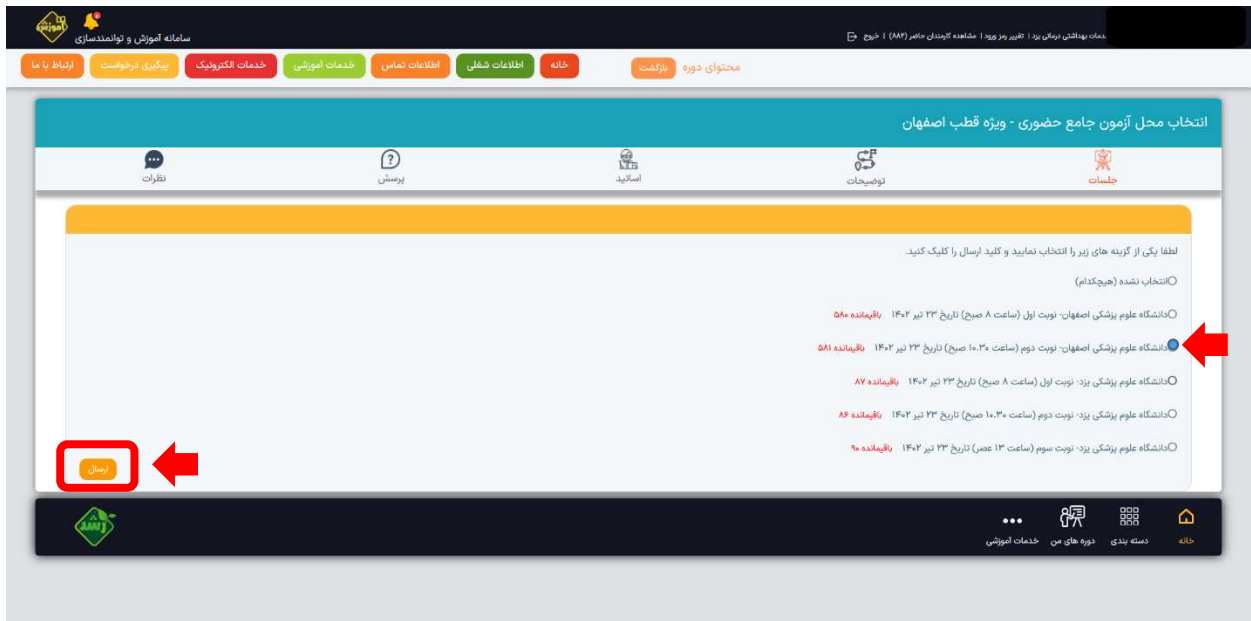 آموزش
سامانه آموزش و توانمندسازی
دمات بهداشتی درمانی یزد | تغییر رمز ورود | مشاهده کارمندان حاضر (۸۸۲) | خروج
محتوای دوره بازگشت خانه اطلاعات شغلی اطلاعات تماس خدمات آموزشی خدمات الکترونیک پیگیری درخواست ارتباط با ما
انتخاب محل آزمون جامع حضوری - ویژه قطب اصفهان
جلسات توضیحات اساتید پرسش نظرات
لطفا یکی از گزینه های زیر را انتخاب نمایید و کلید ارسال را کلیک کنید.
انتخاب نشده (هیچکدام)
دانشگاه علوم پزشکی اصفهان- نوبت اول (ساعت ۸ صبح) تاریخ ۲۳ تیر ۱۴۰۲ باقیمانده ۵۸۰
دانشگاه علوم پزشکی اصفهان- نوبت دوم (ساعت ۱۰.۳۰ صبح) تاریخ ۲۳ تیر ۱۴۰۲ باقیمانده ۵۸۱
دانشگاه علوم پزشکی یزد- نوبت اول (ساعت ۸ صبح) تاریخ ۲۳ تیر ۱۴۰۲ باقیمانده ۸۷
دانشگاه علوم پزشکی یزد- نوبت دوم (ساعت ۱۰.۳۰ صبح) تاریخ ۲۳ تیر ۱۴۰۲ باقیمانده ۸۶
دانشگاه علوم پزشکی یزد- نوبت سوم (ساعت ۱۳ عصر) تاریخ ۲۳ تیر ۱۴۰۲ باقیمانده ۹۰
ارسال
خانه دسته بندی دوره های من خدمات آموزشی
رشد